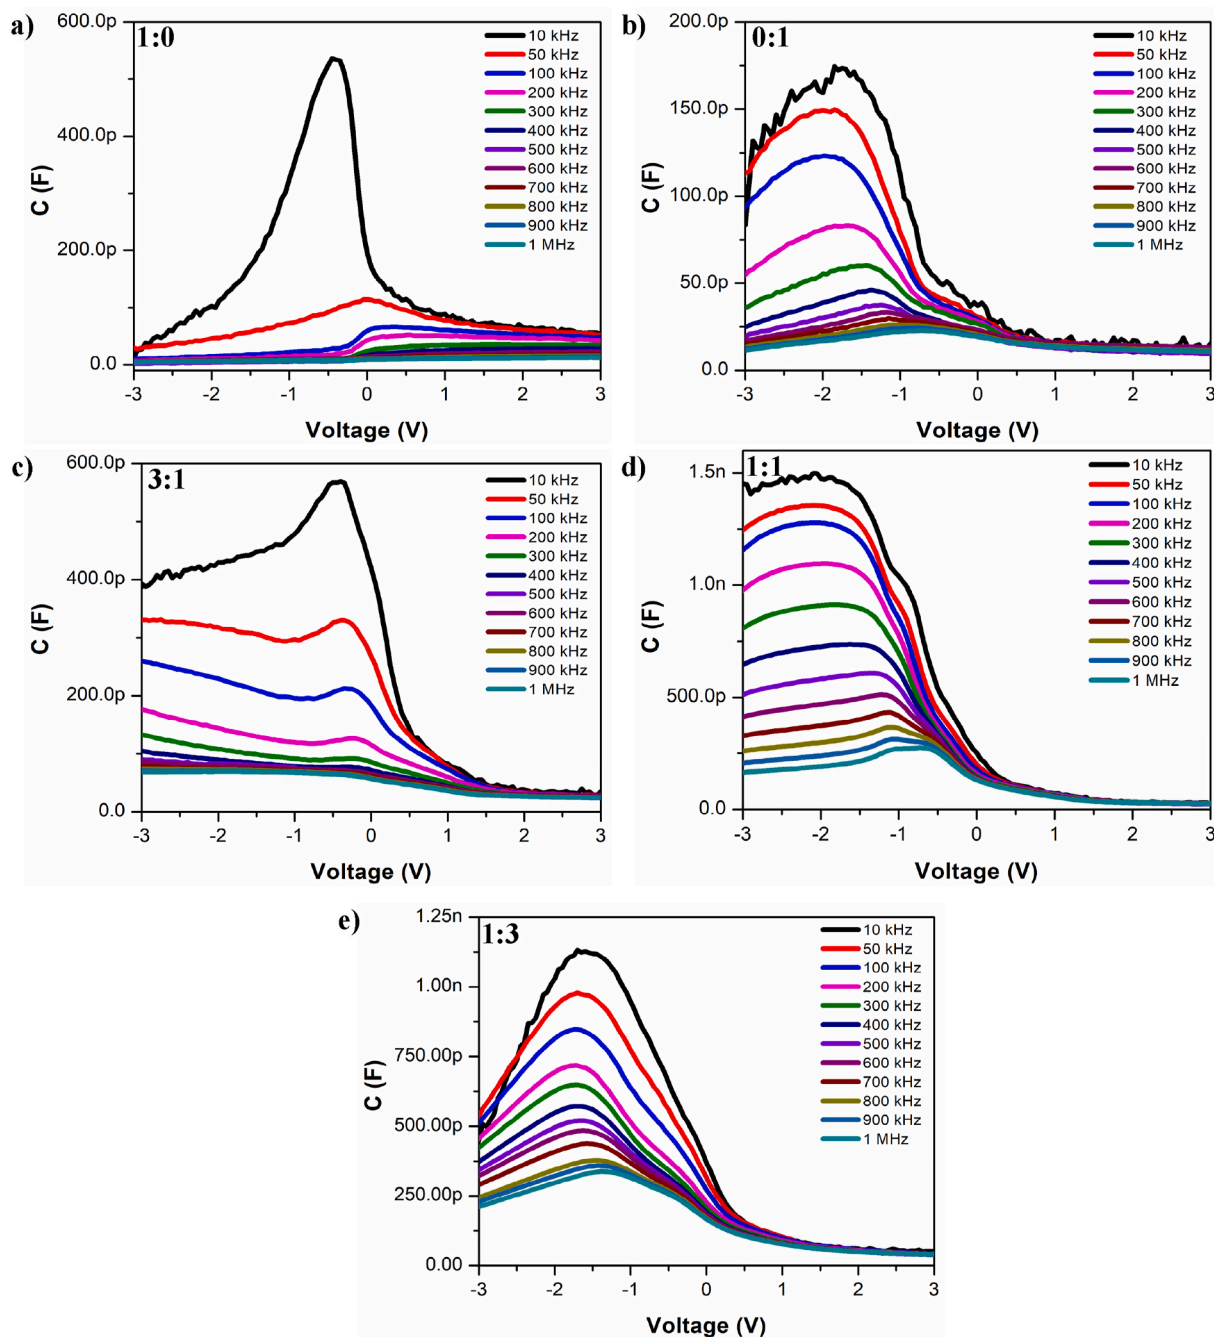 a)
1:0
600.0p
400.0p
200.0p
0.0
C (F)
-3 -2 -1 0 1 2 3
Voltage (V)
10 kHz
50 kHz
100 kHz
200 kHz
300 kHz
400 kHz
500 kHz
600 kHz
700 kHz
800 kHz
900 kHz
1 MHz
b)
0:1
200.0p
150.0p
100.0p
50.0p
0.0
C (F)
-3 -2 -1 0 1 2 3
Voltage (V)
10 kHz
50 kHz
100 kHz
200 kHz
300 kHz
400 kHz
500 kHz
600 kHz
700 kHz
800 kHz
900 kHz
1 MHz
c)
3:1
600.0p
400.0p
200.0p
0.0
C (F)
-3 -2 -1 0 1 2 3
Voltage (V)
10 kHz
50 kHz
100 kHz
200 kHz
300 kHz
400 kHz
500 kHz
600 kHz
700 kHz
800 kHz
900 kHz
1 MHz
d)
1:1
1.5n
1.0n
500.0p
0.0
C (F)
-3 -2 -1 0 1 2 3
Voltage (V)
10 kHz
50 kHz
100 kHz
200 kHz
300 kHz
400 kHz
500 kHz
600 kHz
700 kHz
800 kHz
900 kHz
1 MHz
e)
1:3
1.25n
1.00n
750.00p
500.00p
250.00p
0.00
C (F)
-3 -2 -1 0 1 2 3
Voltage (V)
10 kHz
50 kHz
100 kHz
200 kHz
300 kHz
400 kHz
500 kHz
600 kHz
700 kHz
800 kHz
900 kHz
1 MHz